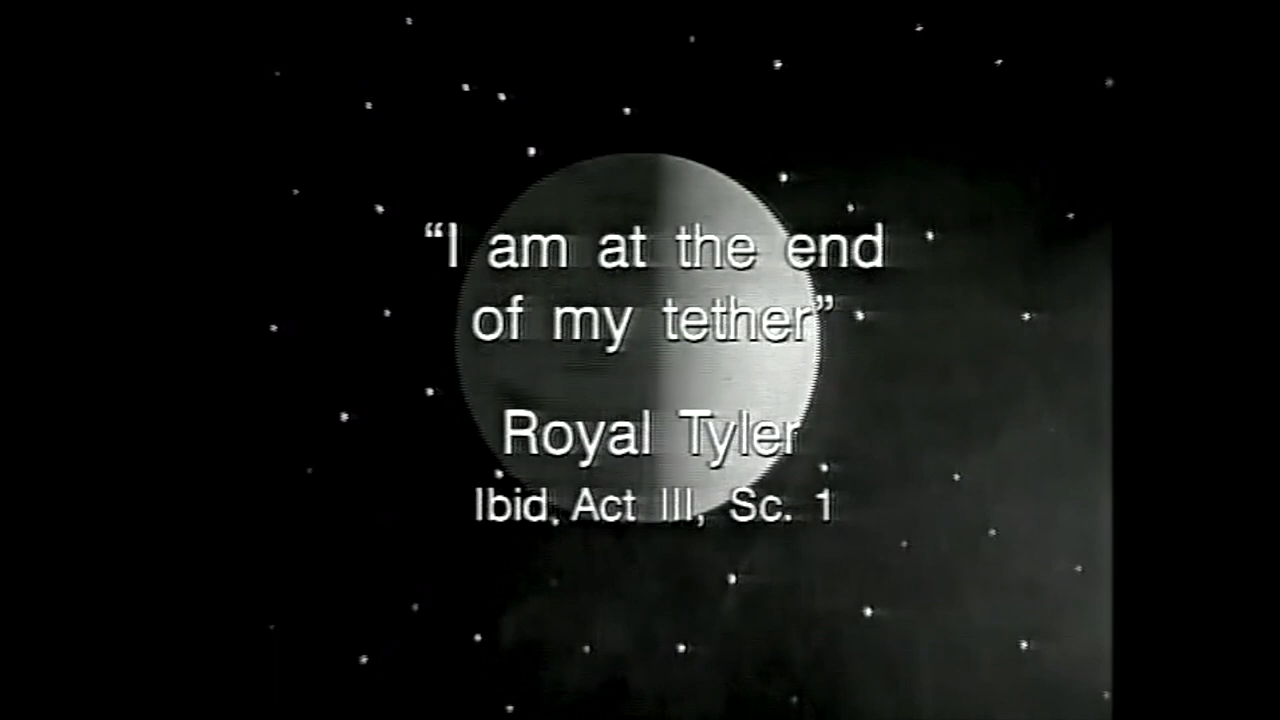 “I am at the end
of my tether”
Royal Tyler
Ibid, Act III, Sc. 1